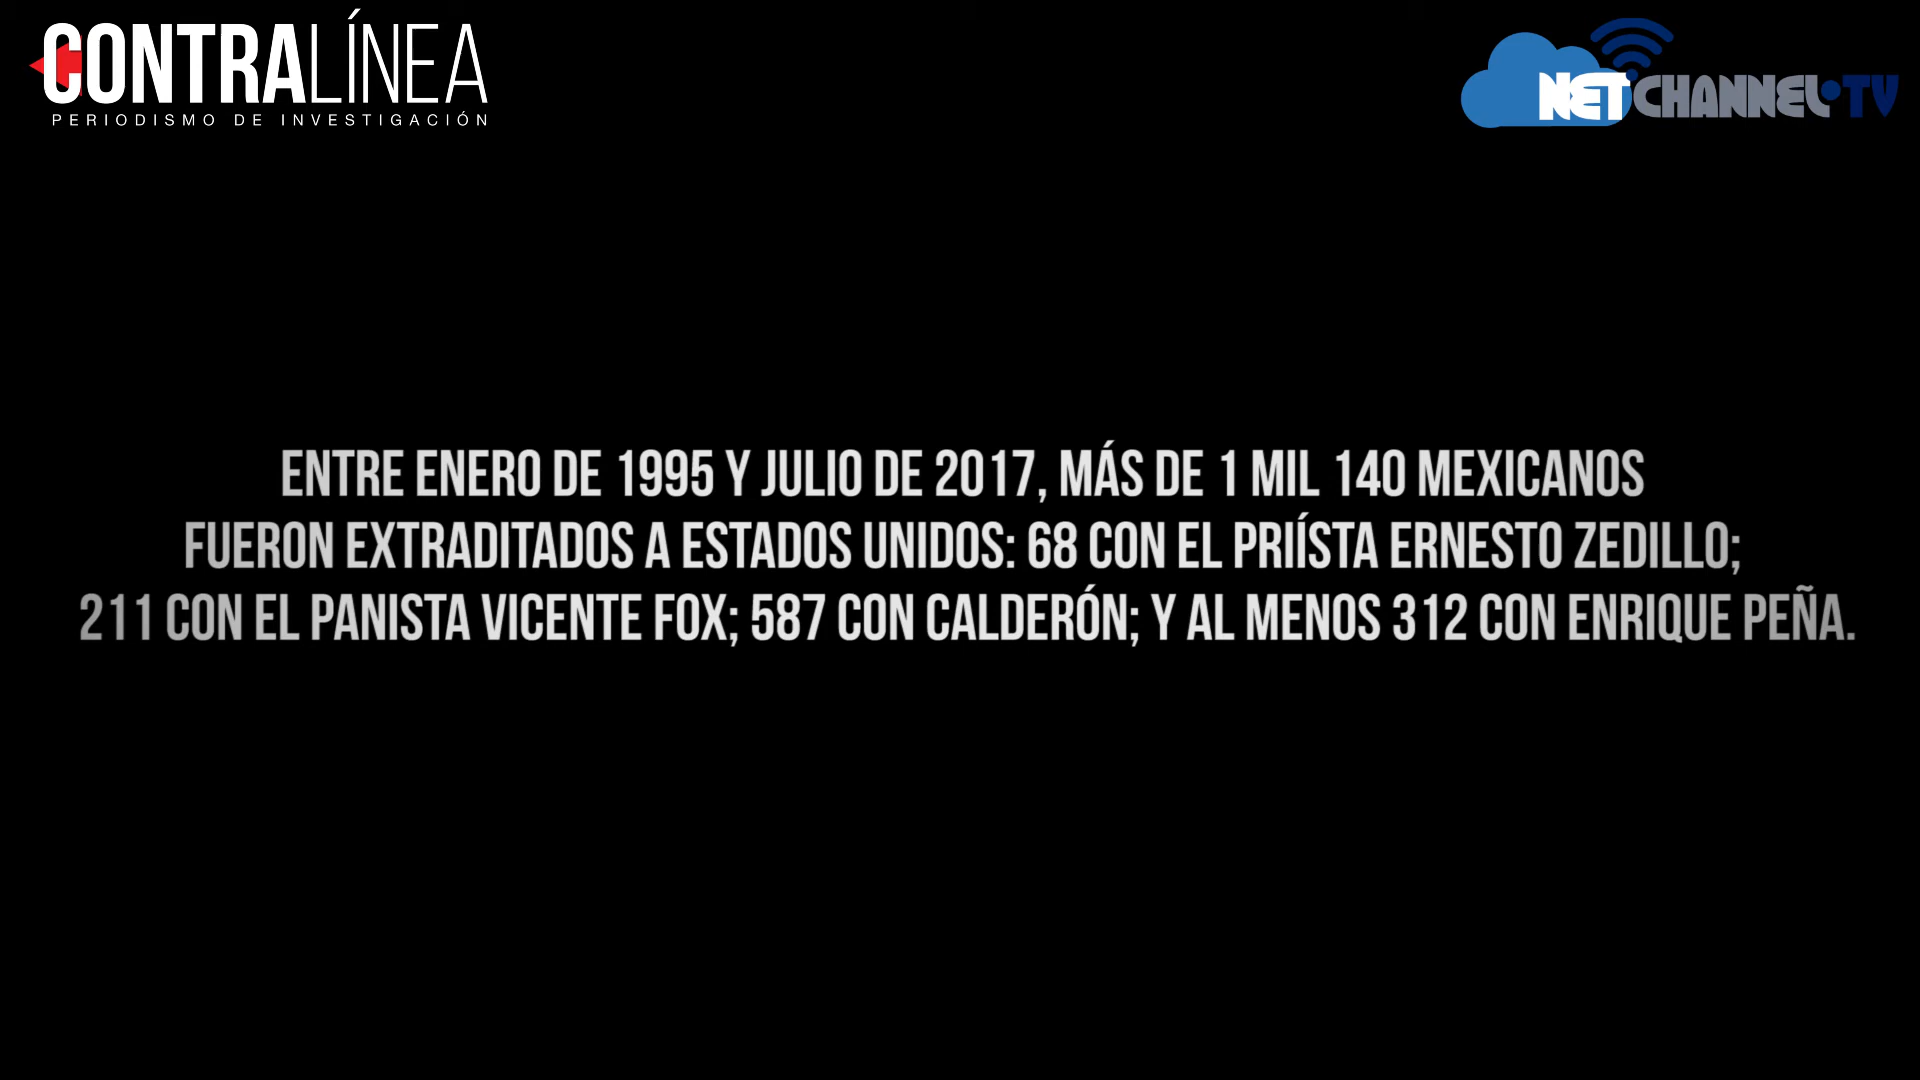 CONTRALÍNEA
PERIODISMO DE INVESTIGACIÓN
NETCHANNEL•TV
ENTRE ENERO DE 1995 Y JULIO DE 2017, MÁS DE 1 MIL 140 MEXICANOS
FUERON EXTRADITADOS A ESTADOS UNIDOS: 68 CON EL PRIÍSTA ERNESTO ZEDILLO;
211 CON EL PANISTA VICENTE FOX; 587 CON CALDERÓN; Y AL MENOS 312 CON ENRIQUE PEÑA.